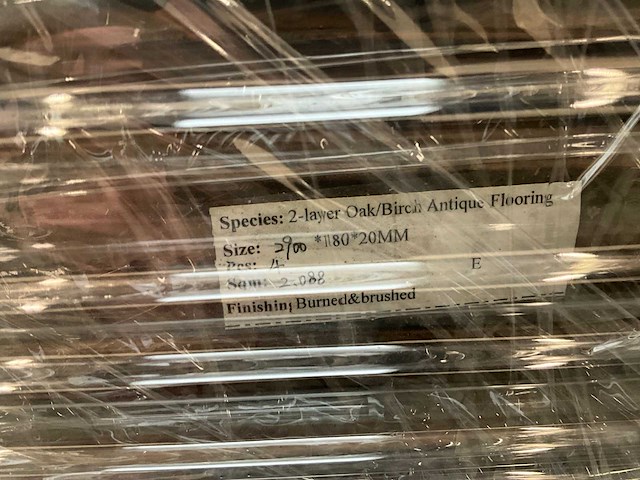 Species: 2-layer Oak/Birch Antique Flooring
Size: 2900 *180*20MM
Pcs: 4
E
Sqm: 2.088
Finishing Burned&brushed